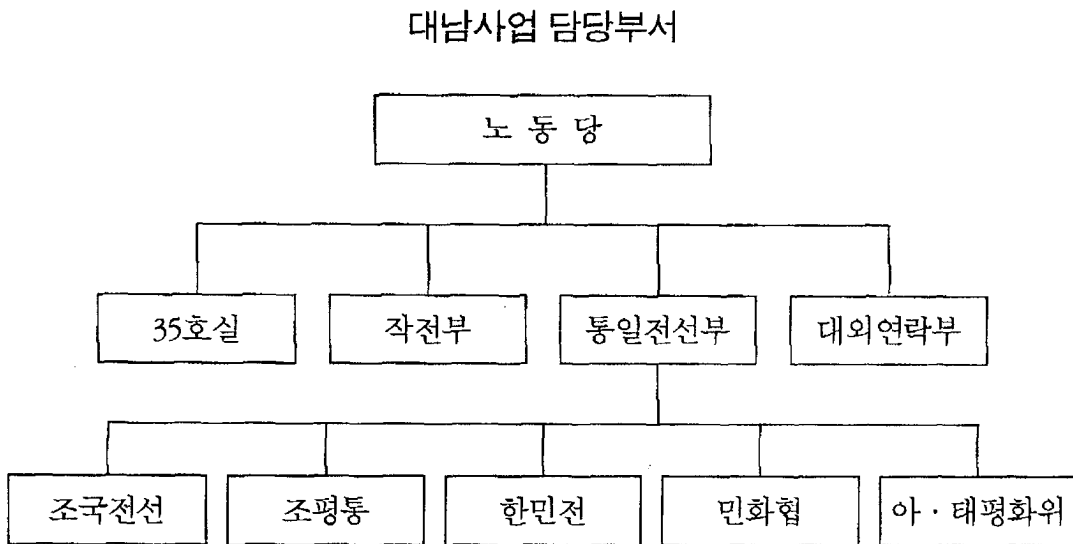 대남사업 담당부서
노 동 당
35호실 작전부 통일전선부 대외연락부
조국전선 조평통 한민전 민화협 아 · 태평화위